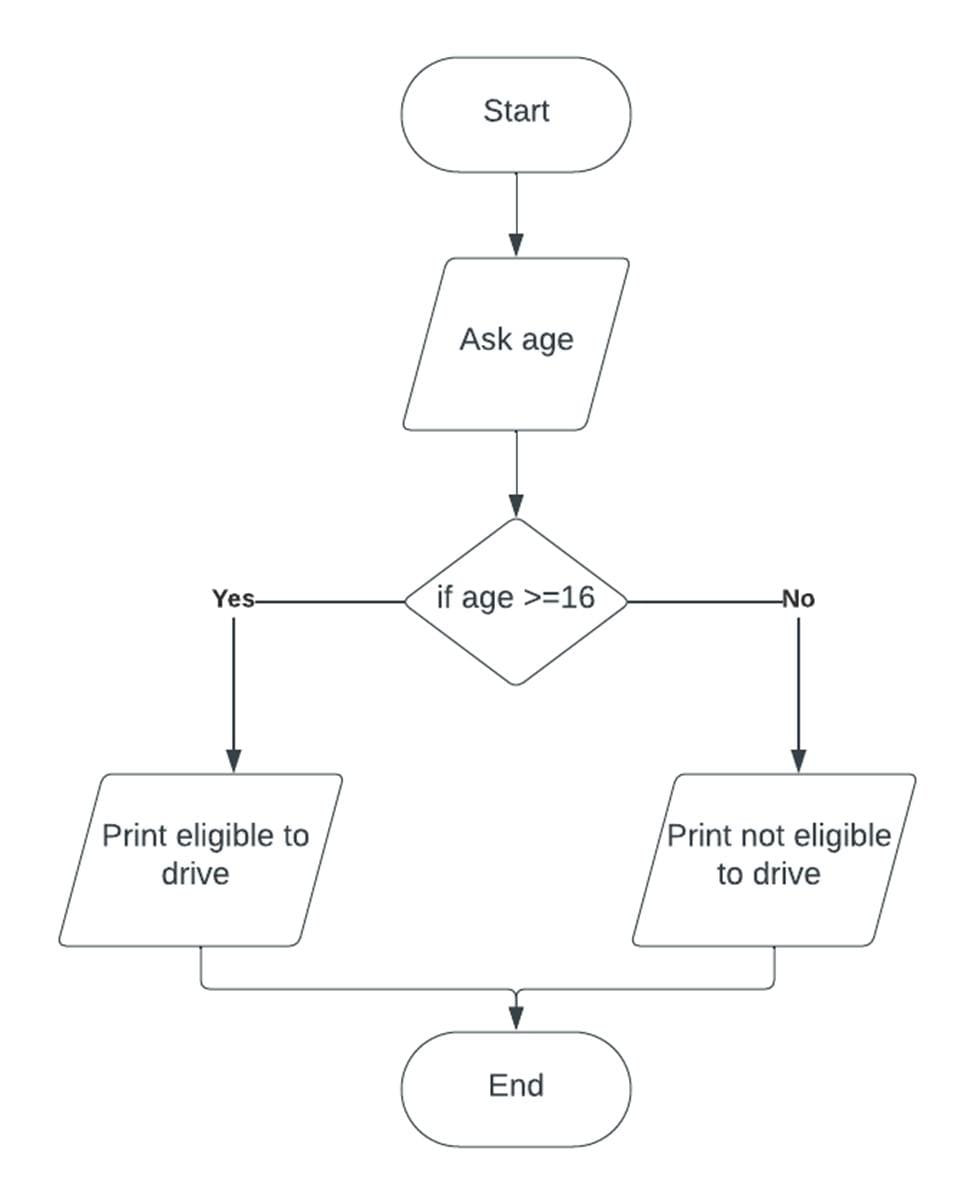 Start
Ask age
if age >=16
Yes
No
Print eligible to
drive
Print not eligible
to drive
End